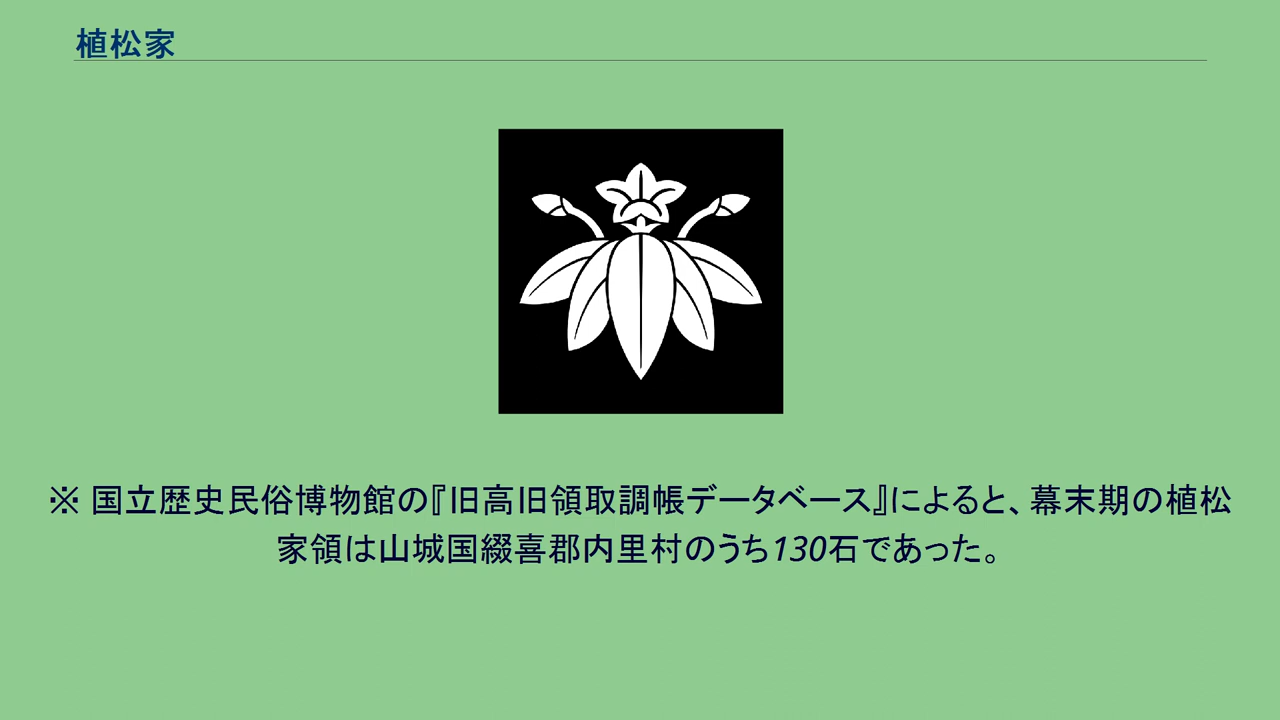 植松家
※ 国立歴史民俗博物館の『旧高旧領取調帳データベース』によると、幕末期の植松
家領は山城国綴喜郡内里村のうち130石であった。